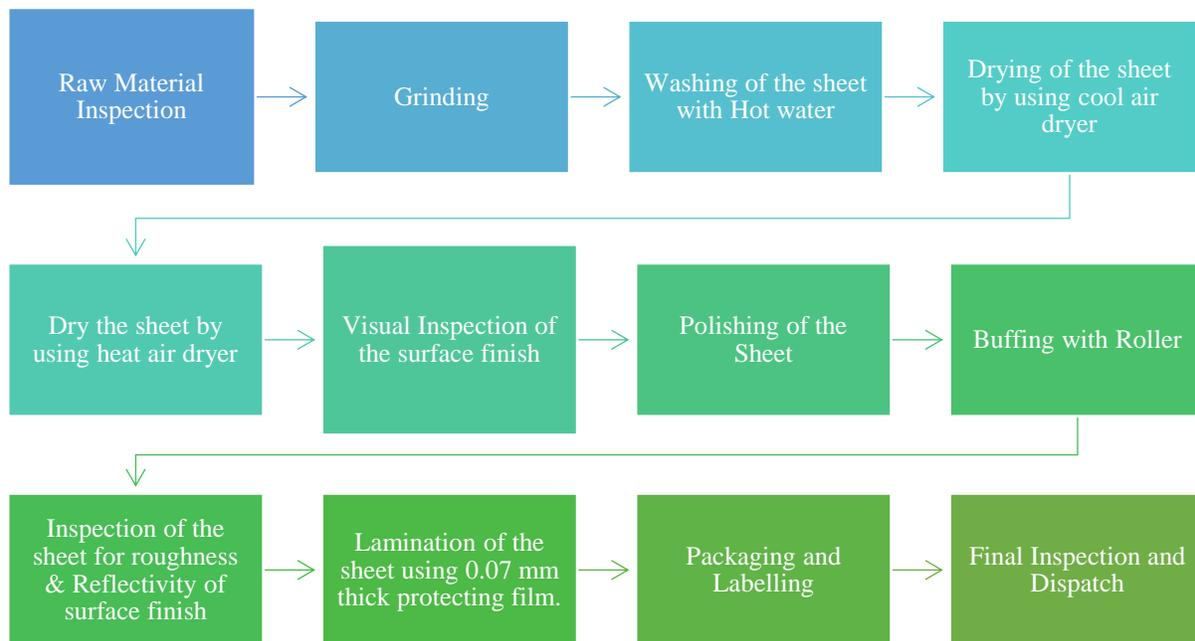 Raw Material
Inspection
Grinding
Washing of the sheet
with Hot water
Drying of the sheet
by using cool air
dryer
Dry the sheet by
using heat air dryer
Visual Inspection of
the surface finish
Polishing of the
Sheet
Buffing with Roller
Inspection of the
sheet for roughness
& Reflectivity of
surface finish
Lamination of the
sheet using 0.07 mm
thick protecting film.
Packaging and
Labelling
Final Inspection and
Dispatch